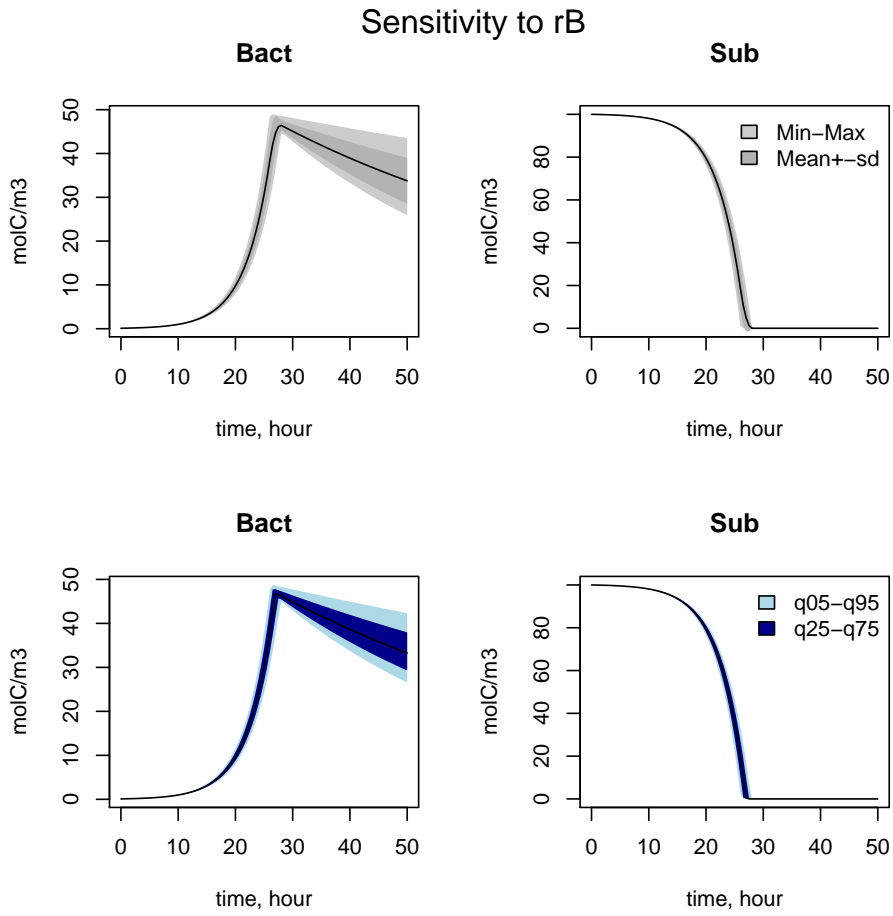 Sensitivity to rB
Bact
Sub
molC/m3
0 10 20 30 40 50
0 10 20 30 40 50
time, hour
molC/m3
0 20 40 60 80
Min−Max
Mean+−sd
0 10 20 30 40 50
time, hour
Bact
Sub
molC/m3
0 10 20 30 40 50
0 10 20 30 40 50
time, hour
molC/m3
0 20 40 60 80
q05−q95
q25−q75
0 10 20 30 40 50
time, hour